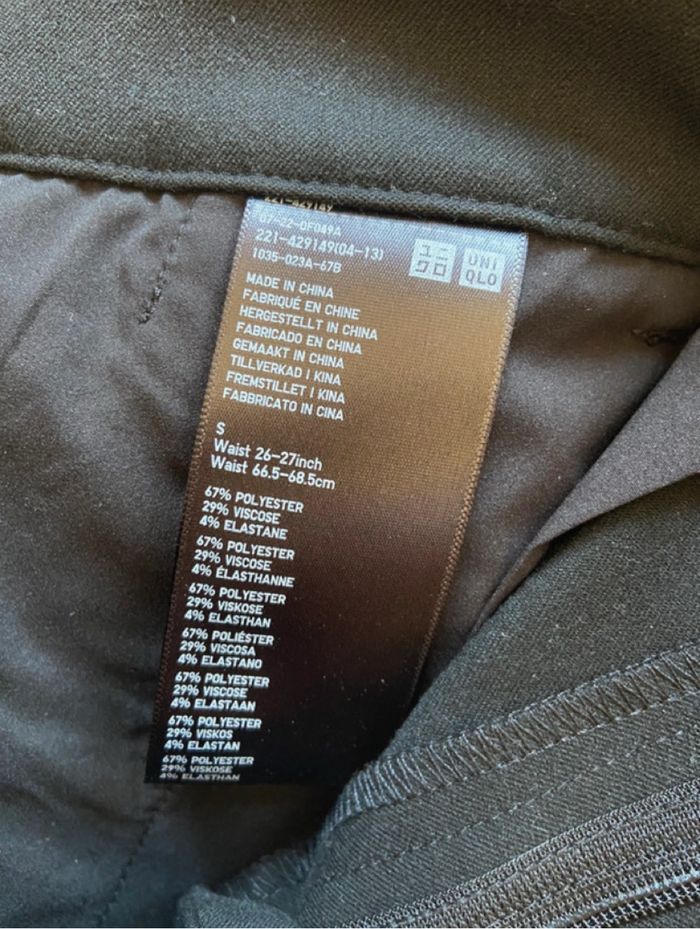 221-429149
07-22-0F049A
221-429149(04-13)
1035-023A-67B
ユニ
クロ
UNI
QLO
MADE IN CHINA
FABRIQUÉ EN CHINE
HERGESTELLT IN CHINA
FABRICADO EN CHINA
GEMAAKT IN CHINA
TILLVERKAD I KINA
FREMSTILLET I KINA
FABBRICATO IN CINA
S
Waist 26-27inch
Waist 66.5-68.5cm
67% POLYESTER
29% VISCOSE
4% ELASTANE
67% POLYESTER
29% VISCOSE
4% ÉLASTHANNE
67% POLYESTER
29% VISKOSE
4% ELASTHAN
67% POLIÉSTER
29% VISCOSA
4% ELASTANO
67% POLYESTER
29% VISCOSE
4% ELASTAAN
67% POLYESTER
29% VISKOS
4% ELASTAN
67% POLYESTER
29% VISKOSE
4% ELASTHAN